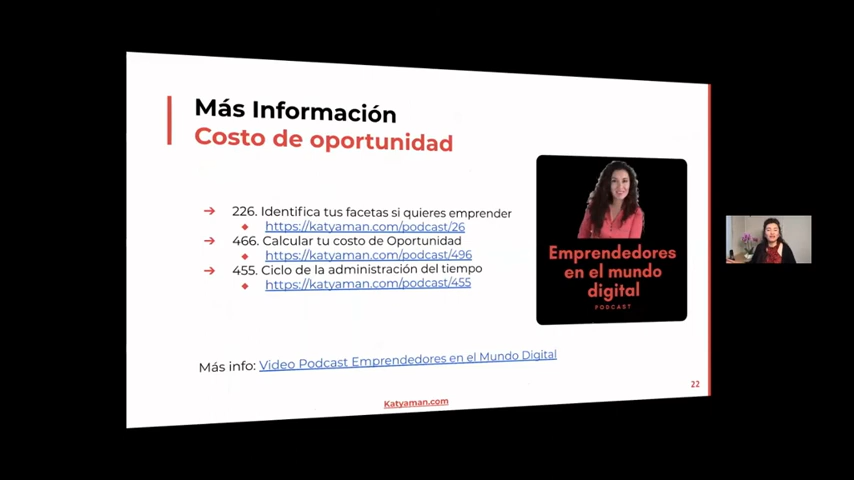 Más Información
Costo de oportunidad
226. Identifica tus facetas si quieres emprender
https://katyaman.com/podcast/26
466. Calcular tu costo de Oportunidad
https://katyaman.com/podcast/496
455. Ciclo de la administración del tiempo
https://katyaman.com/podcast/455
Emprendedores
en el mundo
digital
PODCAST
Más info: Video Podcast Emprendedores en el Mundo Digital
22
Katyaman.com